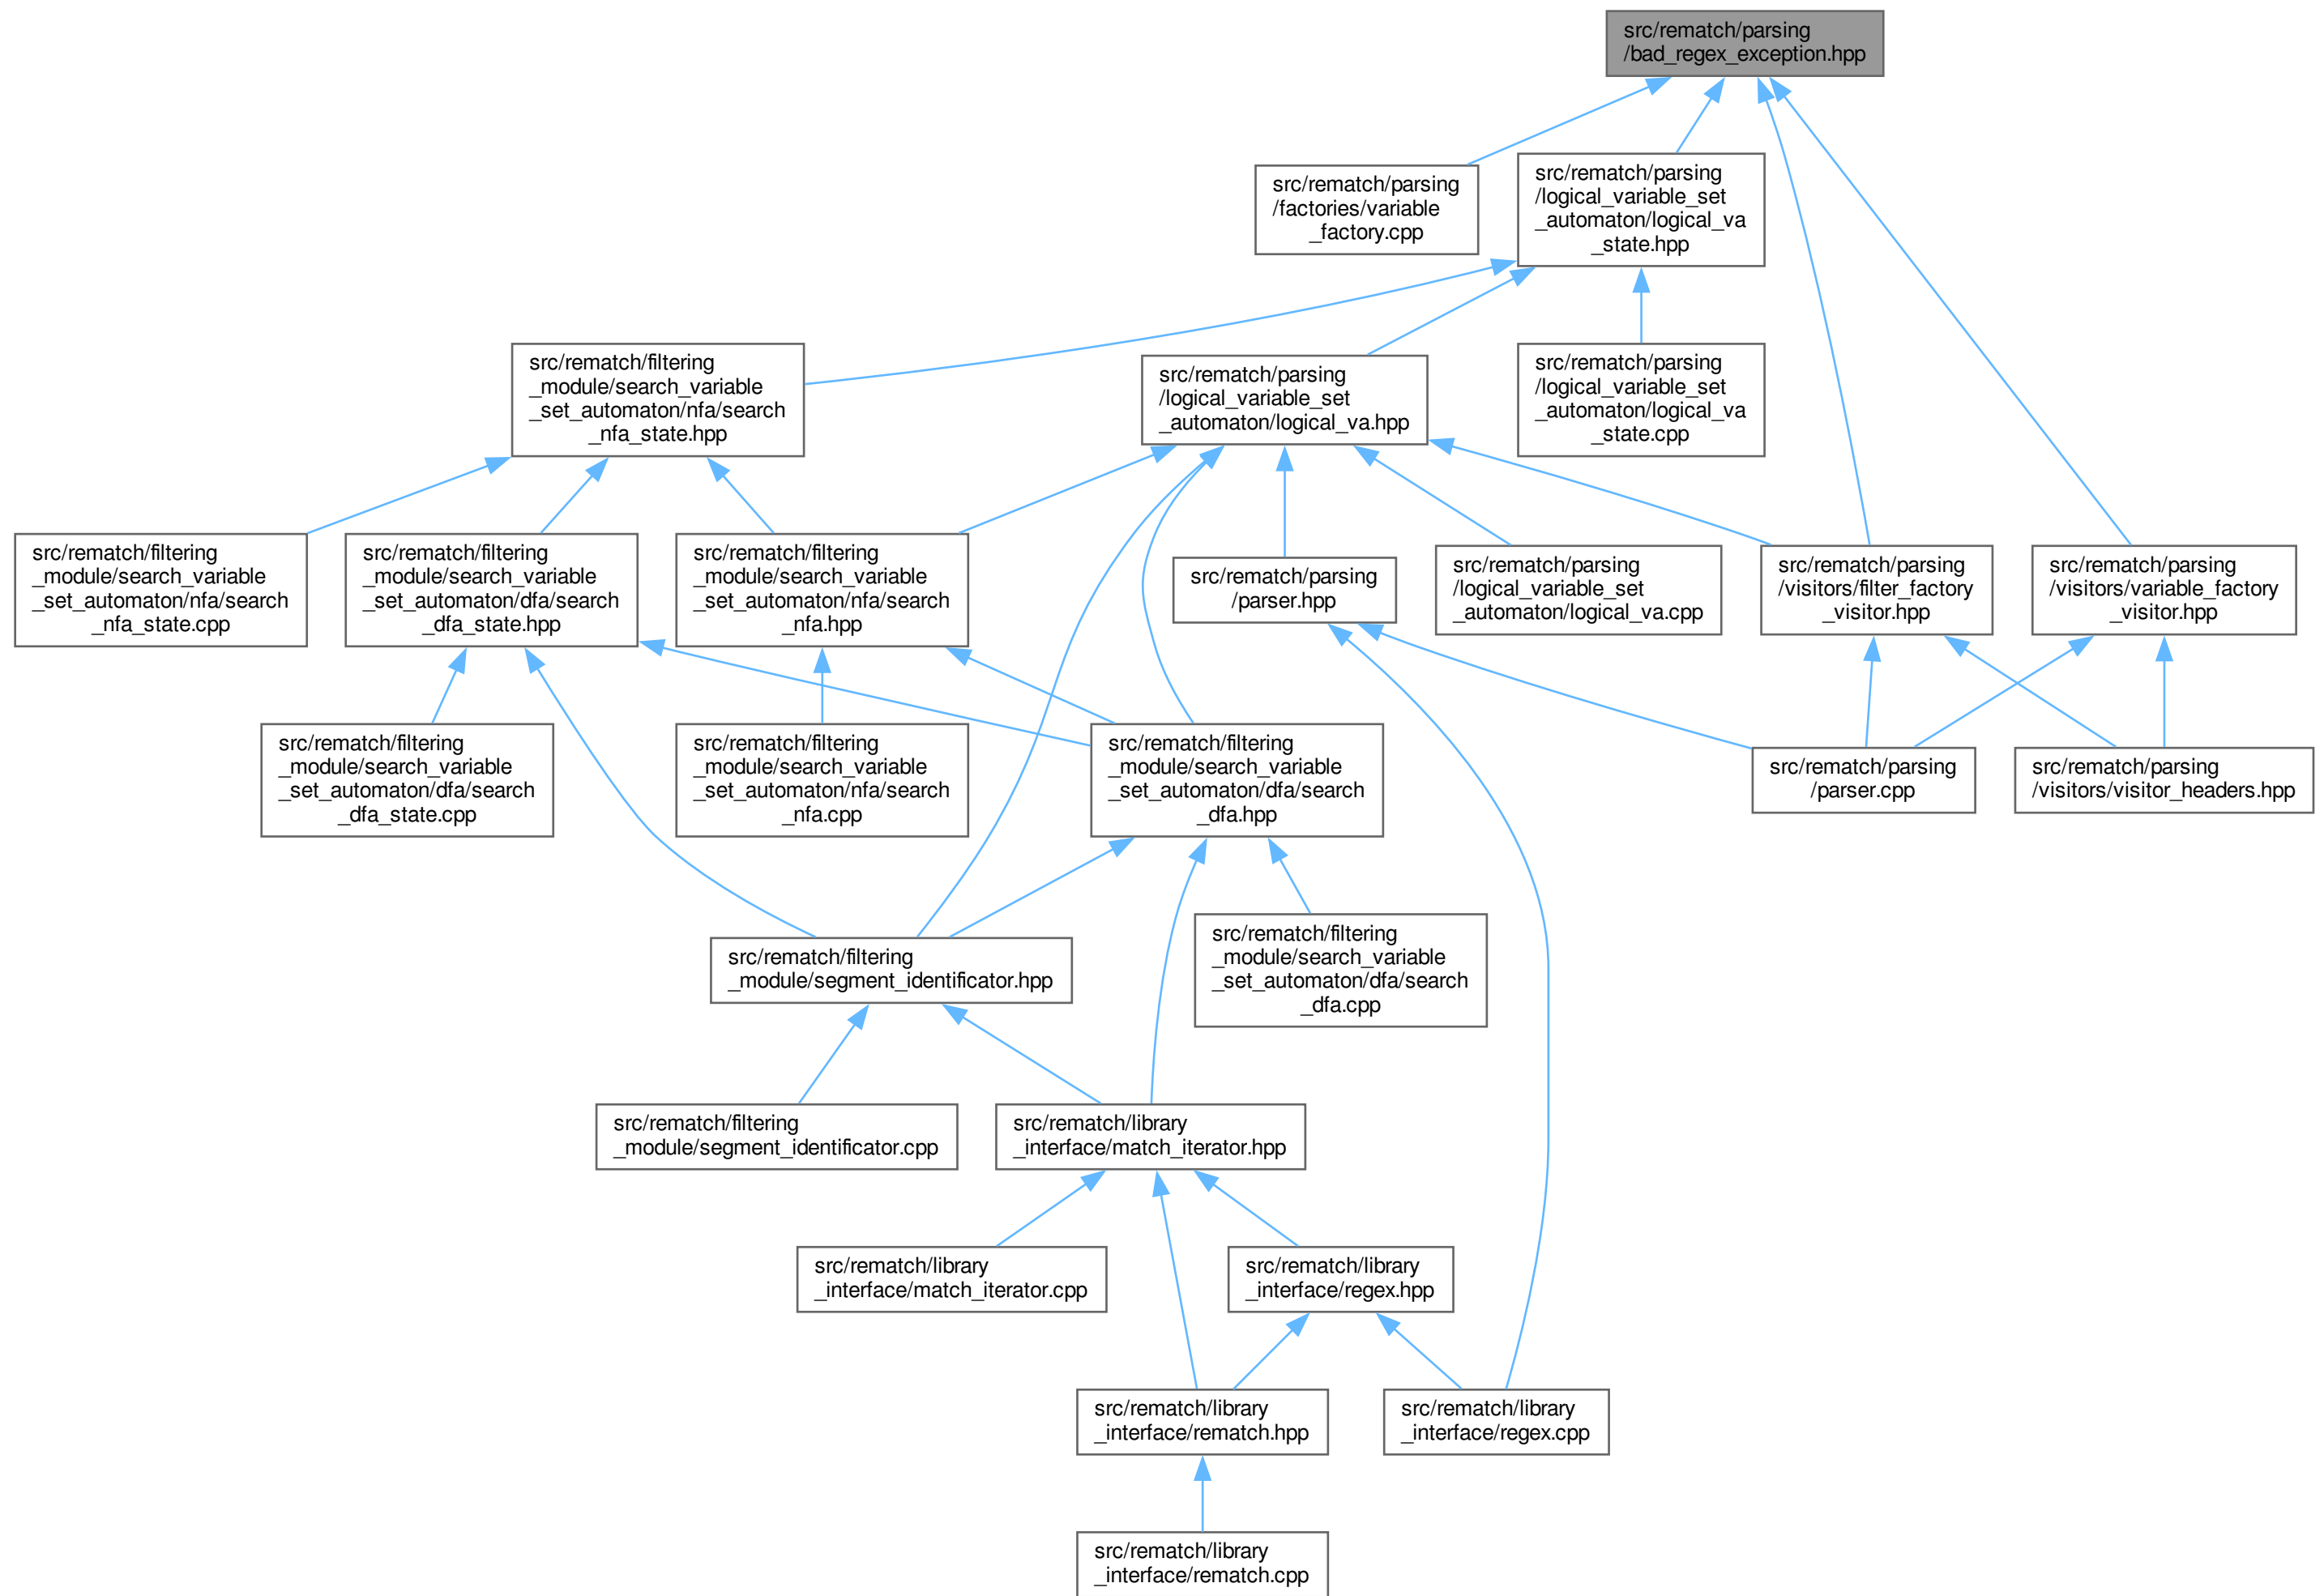 src/rematch/parsing
/bad_regex_exception.hpp
src/rematch/parsing
/factories/variable
_factory.cpp
src/rematch/parsing
/logical_variable_set
_automaton/logical_va
_state.hpp
src/rematch/filtering
_module/search_variable
_set_automaton/nfa/search
_nfa_state.hpp
src/rematch/parsing
/logical_variable_set
_automaton/logical_va.hpp
src/rematch/parsing
/logical_variable_set
_automaton/logical_va
_state.cpp
src/rematch/filtering
_module/search_variable
_set_automaton/nfa/search
_nfa_state.cpp
src/rematch/filtering
_module/search_variable
_set_automaton/dfa/search
_dfa_state.hpp
src/rematch/filtering
_module/search_variable
_set_automaton/nfa/search
_nfa.hpp
src/rematch/parsing
/parser.hpp
src/rematch/parsing
/logical_variable_set
_automaton/logical_va.cpp
src/rematch/parsing
/visitors/filter_factory
_visitor.hpp
src/rematch/parsing
/visitors/variable_factory
_visitor.hpp
src/rematch/filtering
_module/search_variable
_set_automaton/dfa/search
_dfa_state.cpp
src/rematch/filtering
_module/search_variable
_set_automaton/nfa/search
_nfa.cpp
src/rematch/filtering
_module/search_variable
_set_automaton/dfa/search
_dfa.hpp
src/rematch/parsing
/parser.cpp
src/rematch/parsing
/visitors/visitor_headers.hpp
src/rematch/filtering
_module/segment_identificator.hpp
src/rematch/filtering
_module/search_variable
_set_automaton/dfa/search
_dfa.cpp
src/rematch/filtering
_module/segment_identificator.cpp
src/rematch/library
_interface/match_iterator.hpp
src/rematch/library
_interface/match_iterator.cpp
src/rematch/library
_interface/regex.hpp
src/rematch/library
_interface/rematch.hpp
src/rematch/library
_interface/regex.cpp
src/rematch/library
_interface/rematch.cpp